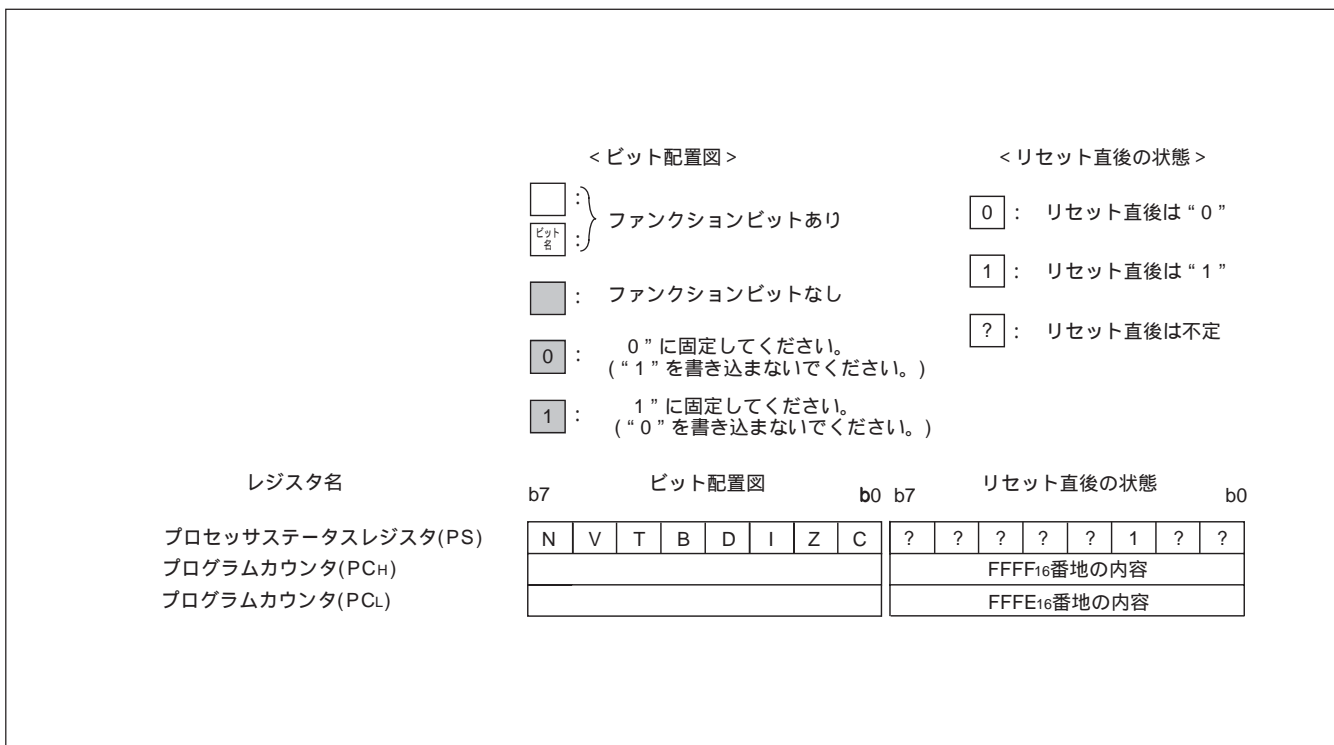 ＜ビット配置図＞
＜リセット直後の状態＞
:
ビット名 :
ファンクションビットあり
: ファンクションビットなし
0 : 0”に固定してください。
(“1”を書き込まないでください。)
1 : 1”に固定してください。
(“0”を書き込まないでください。)
0 : リセット直後は“0”
1 : リセット直後は“1”
? : リセット直後は不定
レジスタ名 ビット配置図 リセット直後の状態
b7 b0 b7 b0
プロセッサステータスレジスタ(PS) N V T B D I Z C ? ? ? ? ? 1 ? ?
プログラムカウンタ(PCH) FFFF16番地の内容
プログラムカウンタ(PCL) FFFE16番地の内容